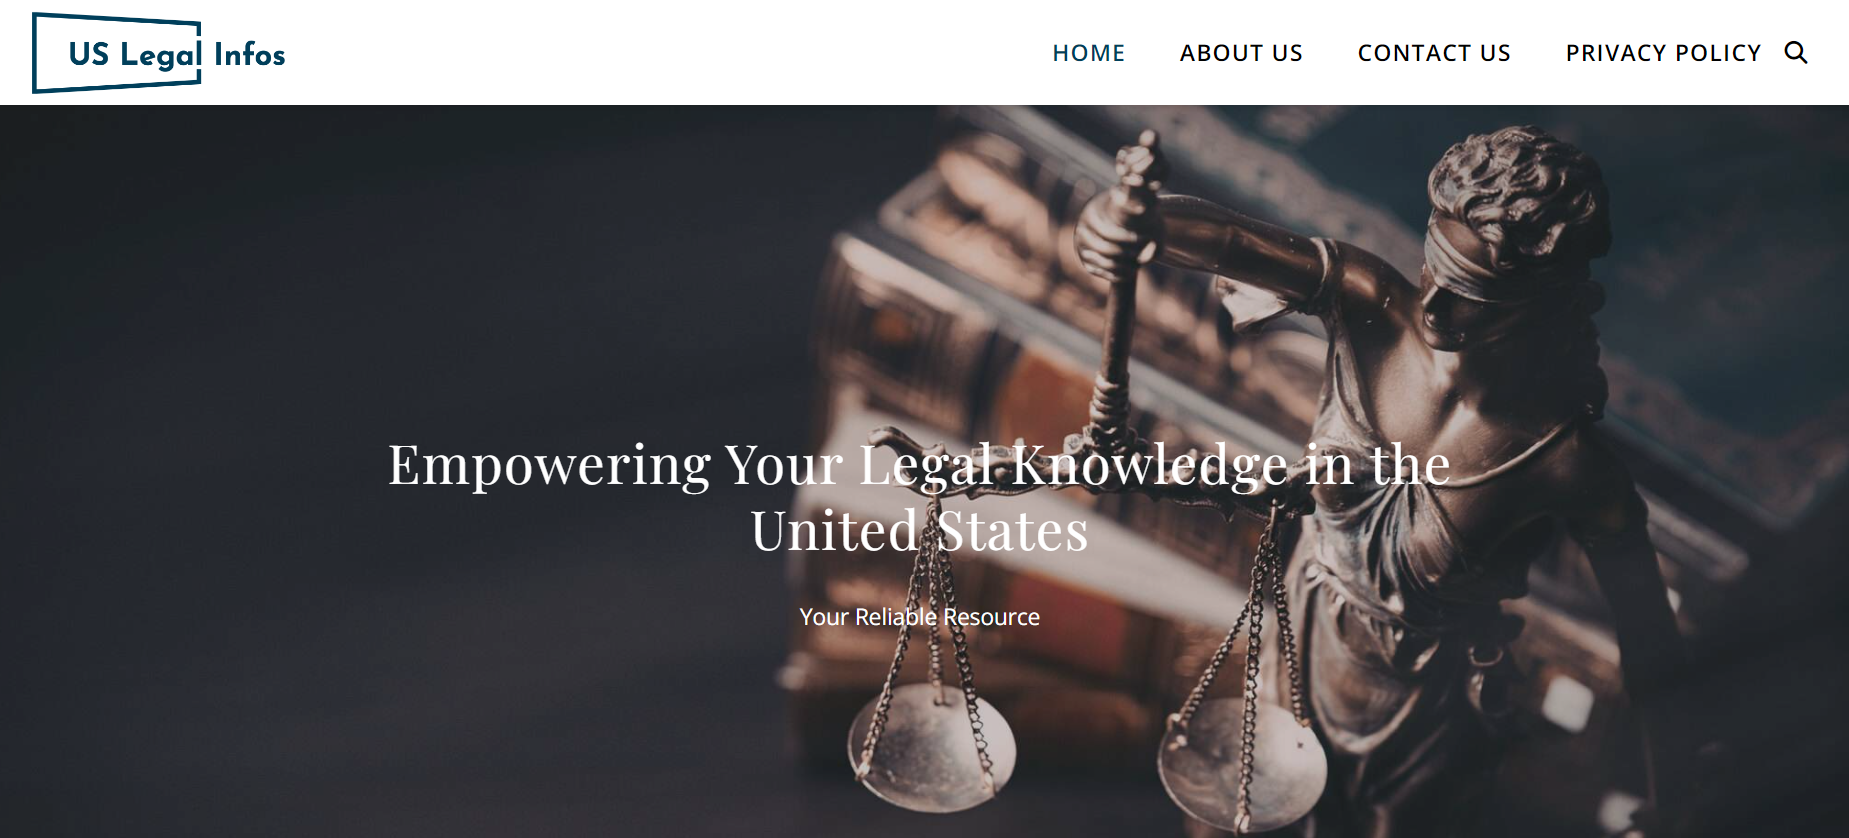 US Legal Infos
HOME ABOUT US CONTACT US PRIVACY POLICY
Empowering Your Legal Knowledge in the
United States
Your Reliable Resource